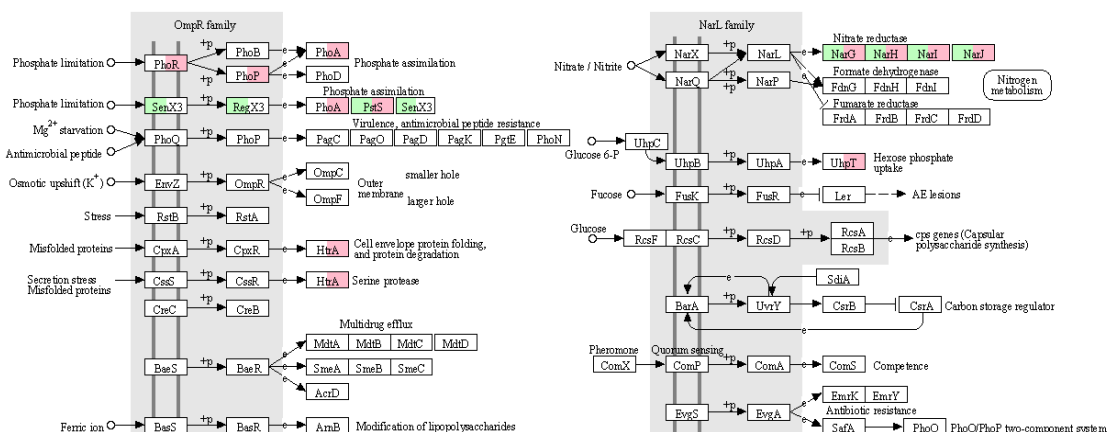 OmpR family
Phosphate limitation
PhoR
+p
+p
PhoB
PhoP
e
e
PhoA
PhoD
Phosphate assimilation
Phosphate limitation
SenX3
+p
RegX3
e
Phosphate assimilation
PhoA
PstS
SenX3
Mg2+ starvation
Antimicrobial peptide
PhoQ
+p
PhoP
e
Virulence, antimicrobial peptide resistance
PagC
PagO
PagD
PagK
PgtE
PhoN
Osmotic upshift (K+)
EnvZ
+p
OmpR
e
e
OmpC
OmpF
Outer
membrane
smaller hole
larger hole
Stress
RstB
+p
RstA
Misfolded proteins
CpxA
+p
CpxR
e
HtrA
Cell envelope protein folding,
and protein degradation
Secretion stress
Misfolded proteins
CssS
+p
CssR
e
HtrA
Serine protease
CreC
+p
CreB
Multidrug efflux
BaeS
+p
BaeR
e
e
e
MdtA
MdtB
MdtC
MdtD
SmeA
SmeB
SmeC
AcrD
Ferric ion
BasS
+p
BasR
e
ArnB
Modification of lipopolysaccharides
NarL family
Nitrate / Nitrite
NarX
NarQ
+p
+p
NarL
NarP
e
Nitrate reductase
NarG
NarH
NarI
NarJ
Formate dehydrogenase
FdnG
FdnH
FdnI
Fumarate reductase
FrdA
FrdB
FrdC
FrdD
Nitrogen
metabolism
Glucose 6-P
UhpC
UhpB
+p
UhpA
e
UhpT
Hexose phosphate
uptake
Fucose
FusK
+p
FusR
e
Ler
AE lesions
Glucose
RcsF
RcsC
+p
RcsD
+p
RcsA
RcsB
e
cps genes (Capsular
polysaccharide synthesis)
e
SdiA
BarA
+p
UvrY
e
CsrB
CsrA
Carbon storage regulator
e
Pheromone
Quorum sensing
ComX
ComP
+p
ComA
e
ComS
Competence
EvgS
+p
EvgA
e
e
EmrK
EmrY
Antibiotic resistance
SafA
PhoQ
PhoQ/PhoP two-component system